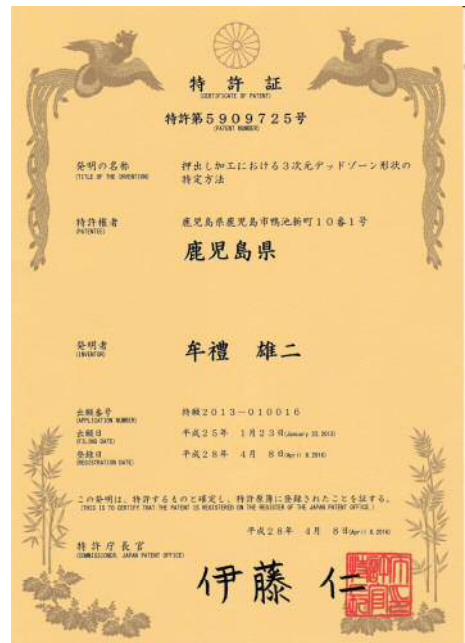 特許証
(CERTIFICATE OF PATENT)
特許第5909725号
(PATENT NUMBER)
発明の名称
(TITLE OF THE INVENTION)
押出し加工における3次元デッドゾーン形状の
特定方法
特許権者
(PATENTEE)
鹿児島県鹿児島市鴨池新町10番1号
鹿児島県
発明者
(INVENTOR)
牟禮 雄二
出願番号
(APPLICATION NUMBER)
特願2013-010016
出願日
(FILING DATE)
平成25年 1月23日(January 23,2013)
登録日
(REGISTRATION DATE)
平成28年 4月 8日(April 8,2016)
この発明は、特許するものと確定し、特許原簿に登録されたことを証する。
(THIS IS TO CERTIFY THAT THE PATENT IS REGISTERED ON THE REGISTER OF THE JAPAN PATENT OFFICE.)
平成28年 4月 8日(April 8,2016)
特許庁長官
(COMMISSIONER, JAPAN PATENT OFFICE)
伊藤 仁